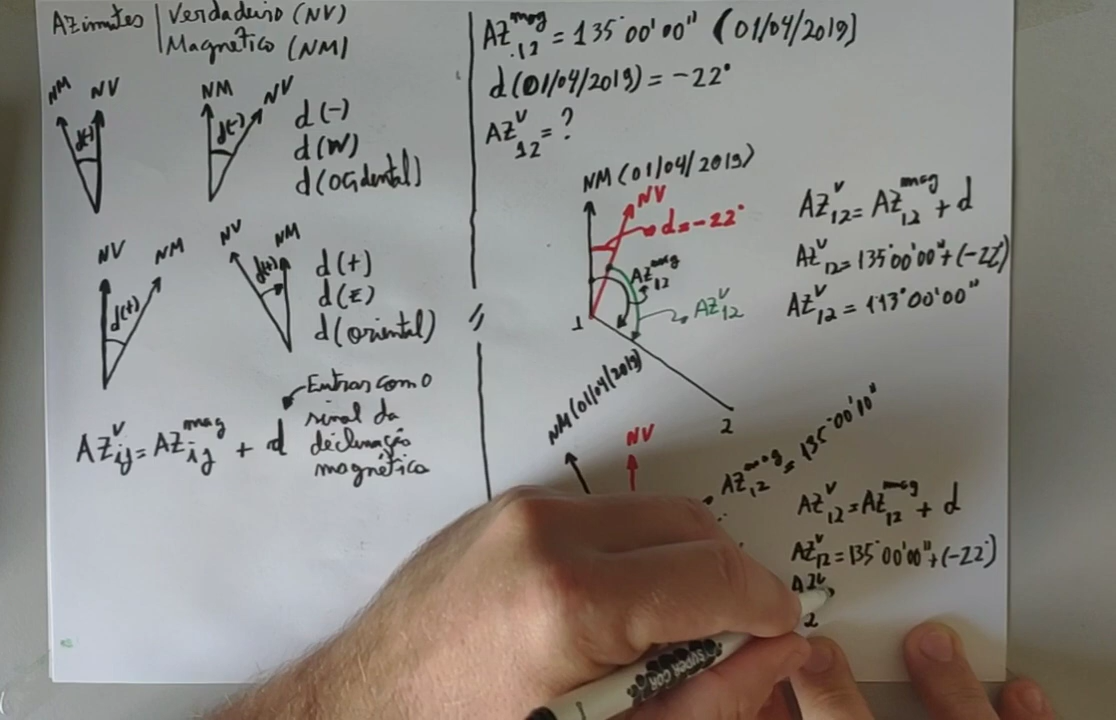 Azimutes | Verdadeiro (NV)
Magnético (NM)
NM NV
d(-)
NM NV
d(-)
d(-)
d(W)
d(ocidental)
NV NM
d(+)
NV NM
d(+)
d(+)
d(E)
d(oriental)
AZ^v_ij = AZ^mag_ij + d
Entrar com o
sinal da
declinação
magnética
AZ^mag_12 = 135°00'00" (01/04/2019)
d(01/04/2019) = -22°
AZ^v_12 = ?
NM (01/04/2019)
NV
d=-22°
AZ^mag_12
AZ^v_12
1
2
AZ^v_12 = AZ^mag_12 + d
AZ^v_12 = 135°00'00" + (-22°)
AZ^v_12 = 113°00'00"
NM (01/04/2019)
NV
AZ^mag_12 = 135°00'10"
AZ^v_12 = AZ^mag_12 + d
AZ^v_12 = 135°00'00" + (-22°)
AZ^v
2
SUPER COR